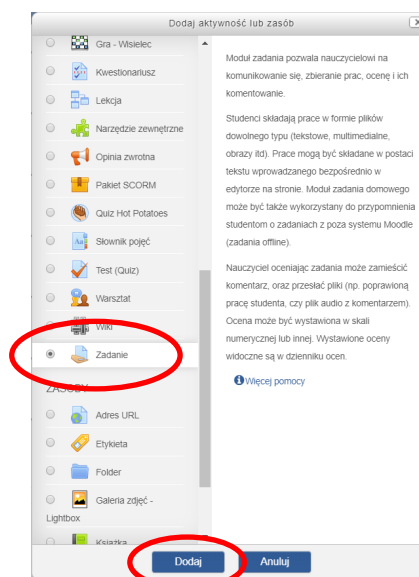 Dodaj aktywność lub zasób
Gra - Wisielec
Kwestionariusz
Lekcja
Narzędzie zewnętrzne
Opinia zwrotna
Pakiet SCORM
Quiz Hot Potatoes
Słownik pojęć
Test (Quiz)
Warsztat
Wiki
Zadanie
ZASOBY
Adres URL
Etykieta
Folder
Galeria zdjęć -
Lightbox
Książka
Moduł zadania pozwala nauczycielowi na
komunikowanie się, zbieranie prac, ocenę i ich
komentowanie.
Studenci składają prace w formie plików
dowolnego typu (tekstowe, multimedialne,
obrazy itd). Prace mogą być składane w postaci
tekstu wprowadzanego bezpośrednio w
edytorze na stronie. Moduł zadania domowego
może być także wykorzystany do przypomnienia
studentom o zadaniach z poza systemu Moodle
(zadania offline).
Nauczyciel oceniając zadania może zamieścić
komentarz, oraz przesłać pliki (np. poprawioną
pracę studenta, czy plik audio z komentarzem).
Ocena może być wystawiona w skali
numerycznej lub innej. Wystawione oceny
widoczne są w dzienniku ocen.
Więcej pomocy
Dodaj
Anuluj